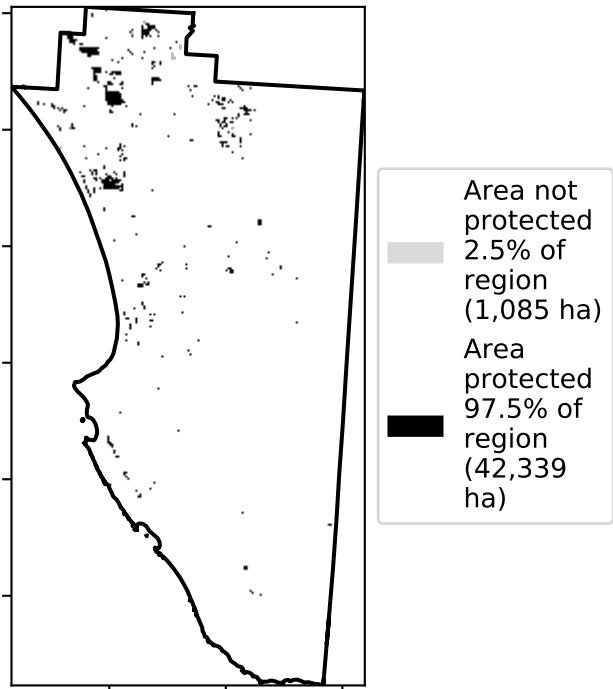 Area not
protected
2.5% of
region
(1,085 ha)
Area
protected
97.5% of
region
(42,339
ha)